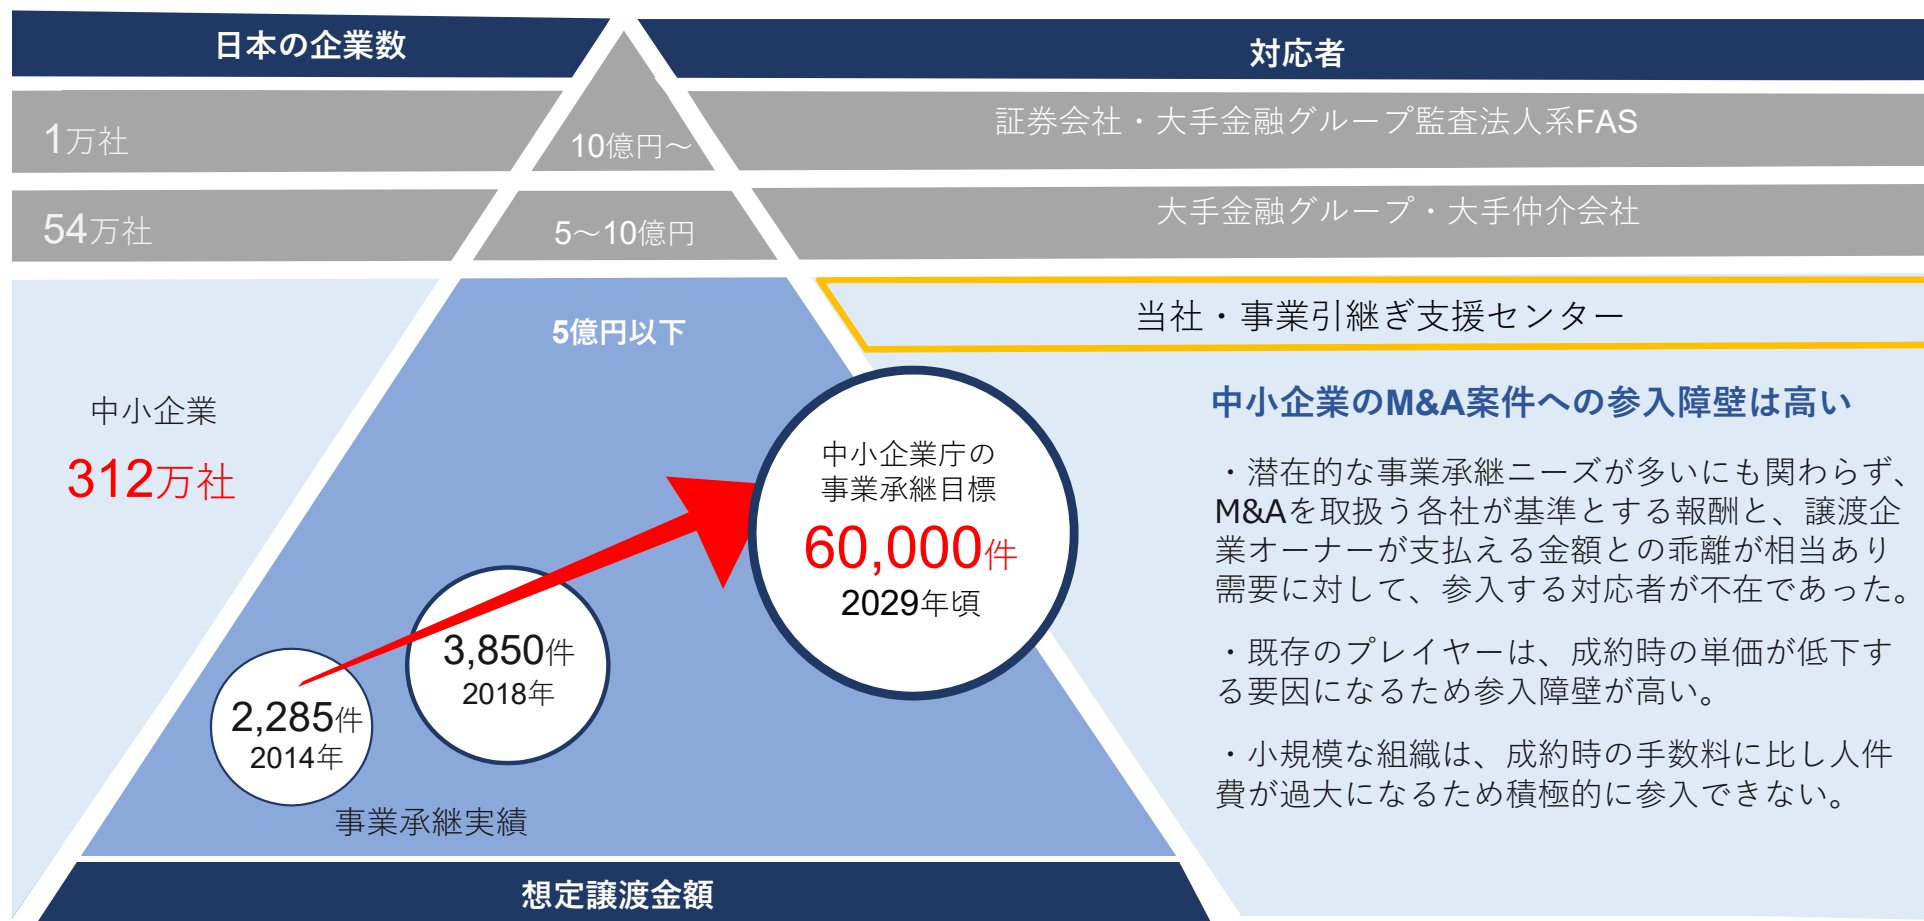 日本の企業数
対応者
1万社
10億円～
証券会社・大手金融グループ監査法人系FAS
54万社
5～10億円
大手金融グループ・大手仲介会社
5億円以下
当社・事業引継ぎ支援センター
中小企業
312万社
中小企業庁の
事業承継目標
60,000件
2029年頃
3,850件
2018年
2,285件
2014年
事業承継実績
中小企業のM&A案件への参入障壁は高い
・潜在的な事業承継ニーズが多いにも関わらず、
M&Aを取扱う各社が基準とする報酬と、譲渡企
業オーナーが支払える金額との乖離が相当あり
需要に対して、参入する対応者が不在であった。
・既存のプレイヤーは、成約時の単価が低下す
る要因になるため参入障壁が高い。
・小規模な組織は、成約時の手数料に比し人件
費が過大になるため積極的に参入できない。
想定譲渡金額